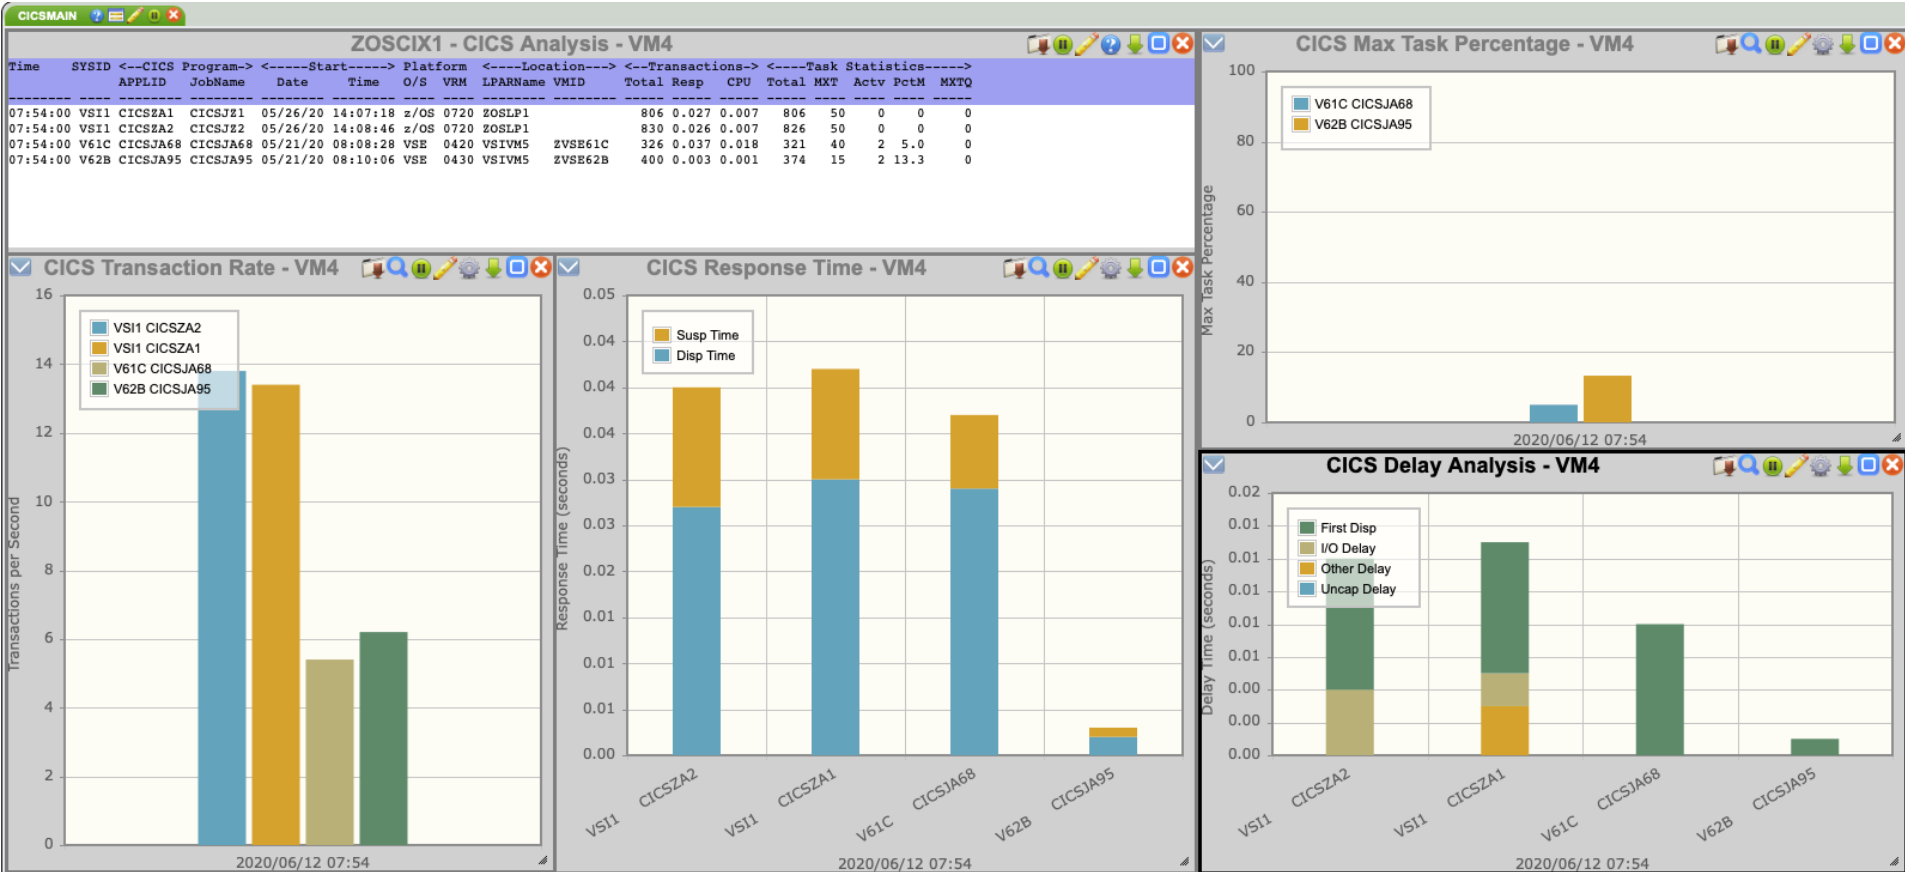 CICSMAIN
ZOSCIX1 - CICS Analysis - VM4
Time SYSID <--CICS Program-> <-----Start-----> Platform <----Location---> <--Transactions-> <----Task Statistics----->
APPLID JobName Date Time O/S VRM LPARName VMID Total Resp CPU Total MXT Actv PctM MXTQ
-------- ---- -------- -------- -------- -------- ---- ---- -------- -------- ----- ---- ----- ----- ---- ---- ---- -----
07:54:00 VSI1 CICSZA1 CICSJZ1 05/26/20 14:07:18 z/OS 0720 ZOSLP1 806 0.027 0.007 806 50 0 0 0
07:54:00 VSI1 CICSZA2 CICSJZ2 05/26/20 14:08:46 z/OS 0720 ZOSLP1 830 0.026 0.007 826 50 0 0 0
07:54:00 V61C CICSJA68 CICSJA68 05/21/20 08:08:28 VSE 0420 VSIVM5 ZVSE61C 326 0.037 0.018 321 40 2 5.0 0
07:54:00 V62B CICSJA95 CICSJA95 05/21/20 08:10:06 VSE 0430 VSIVM5 ZVSE62B 400 0.003 0.001 374 15 2 13.3 0
CICS Max Task Percentage - VM4
Max Task Percentage
100
80
60
40
20
0
V61C CICSJA68
V62B CICSJA95
2020/06/12 07:54
CICS Transaction Rate - VM4
Transactions per Second
16
14
12
10
8
6
4
2
0
VSI1 CICSZA2
VSI1 CICSZA1
V61C CICSJA68
V62B CICSJA95
2020/06/12 07:54
CICS Response Time - VM4
Response Time (seconds)
0.05
0.04
0.04
0.04
0.03
0.03
0.02
0.01
0.01
0.01
0.00
Susp Time
Disp Time
VSI1 CICSZA2
VSI1 CICSZA1
V61C CICSJA68
V62B CICSJA95
2020/06/12 07:54
CICS Delay Analysis - VM4
Delay Time (seconds)
0.02
0.01
0.01
0.01
0.01
0.01
0.00
0.00
0.00
First Disp
I/O Delay
Other Delay
Uncap Delay
VSI1 CICSZA2
VSI1 CICSZA1
V61C CICSJA68
V62B CICSJA95
2020/06/12 07:54